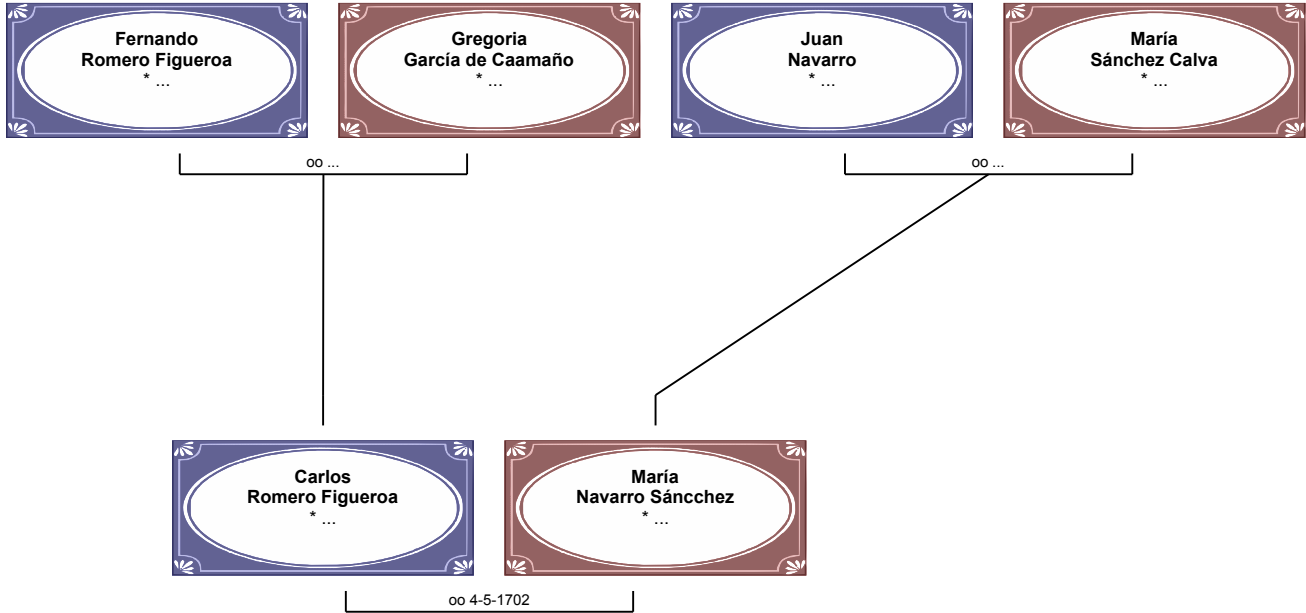 Fernando
Romero Figueroa
* ...
Gregoria
García de Caamaño
* ...
Juan
Navarro
* ...
María
Sánchez Calva
* ...
oo ...
oo ...
Carlos
Romero Figueroa
* ...
María
Navarro Sáncchez
* ...
oo 4-5-1702